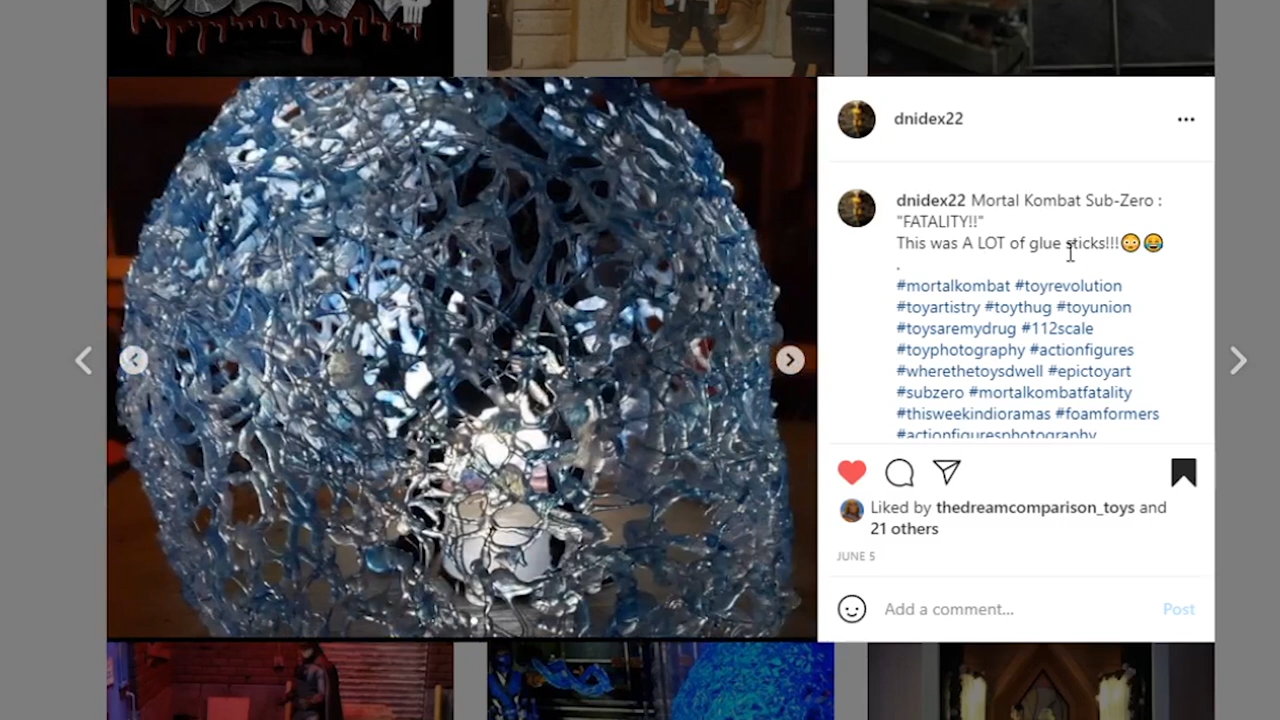 dnidex22
dnidex22 Mortal Kombat Sub-Zero :
"FATALITY!!"
This was A LOT of glue sticks!!!😳😂
.
#mortalkombat #toyrevolution
#toyartistry #toythug #toyunion
#toysaremydrug #112scale
#toyphotography #actionfigures
#wherethetoysdwell #epictoyart
#subzero #mortalkombatfatality
#thisweekindioramas #foamformers
#actionfiguresphotography
Liked by thedreamcomparison_toys and
21 others
JUNE 5
Add a comment... Post